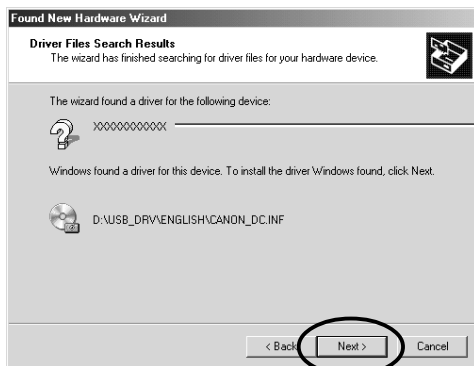 Found New Hardware Wizard
Driver Files Search Results
The wizard has finished searching for driver files for your hardware device.
The wizard found a driver for the following device:
XXXXXXXXXXX
Windows found a driver for this device. To install the driver Windows found, click Next.
D:\USB_DRV\ENGLISH\CANON_DC.INF
< Back Next > Cancel